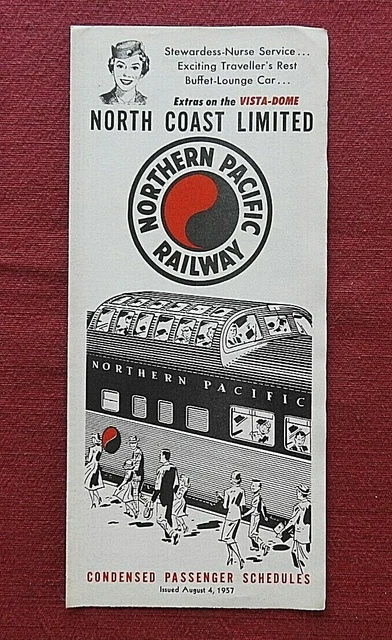 Stewardess-Nurse Service...
Exciting Traveller's Rest
Buffet-Lounge Car...
Extras on the VISTA-DOME
NORTH COAST LIMITED
NORTHERN PACIFIC
RAILWAY
NORTHERN PACIFIC
CONDENSED PASSENGER SCHEDULES
Issued August 4, 1957